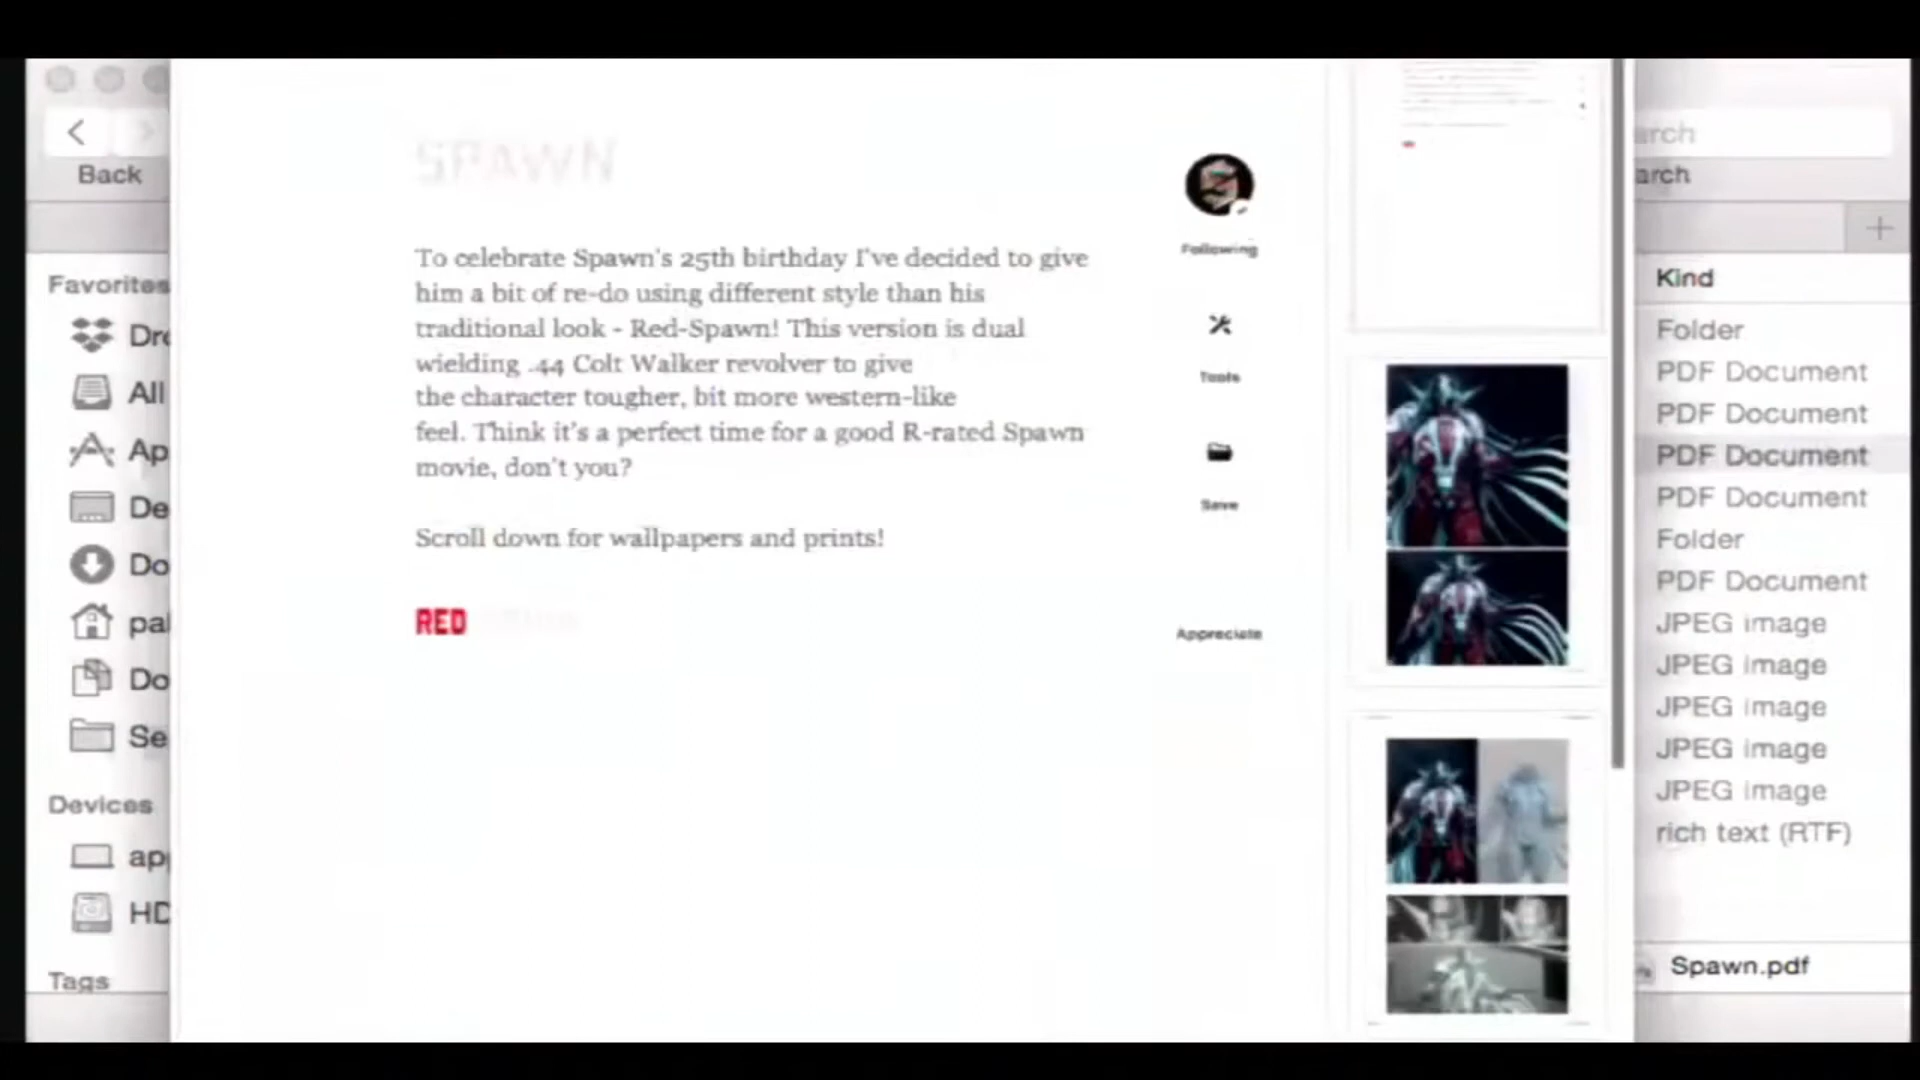 Back
Favorites
Dro
All
Ap
De
Do
pal
Do
Se
Devices
app
HD
Tags
SPAWN
To celebrate Spawn's 25th birthday I've decided to give
him a bit of re-do using different style than his
traditional look - Red-Spawn! This version is dual
wielding .44 Colt Walker revolver to give
the character tougher, bit more western-like
feel. Think it's a perfect time for a good R-rated Spawn
movie, don't you?
Scroll down for wallpapers and prints!
RED
Following
Tools
Save
Appreciate
arch
arch
Kind
Folder
PDF Document
PDF Document
PDF Document
PDF Document
Folder
PDF Document
JPEG image
JPEG image
JPEG image
JPEG image
JPEG image
rich text (RTF)
Spawn.pdf